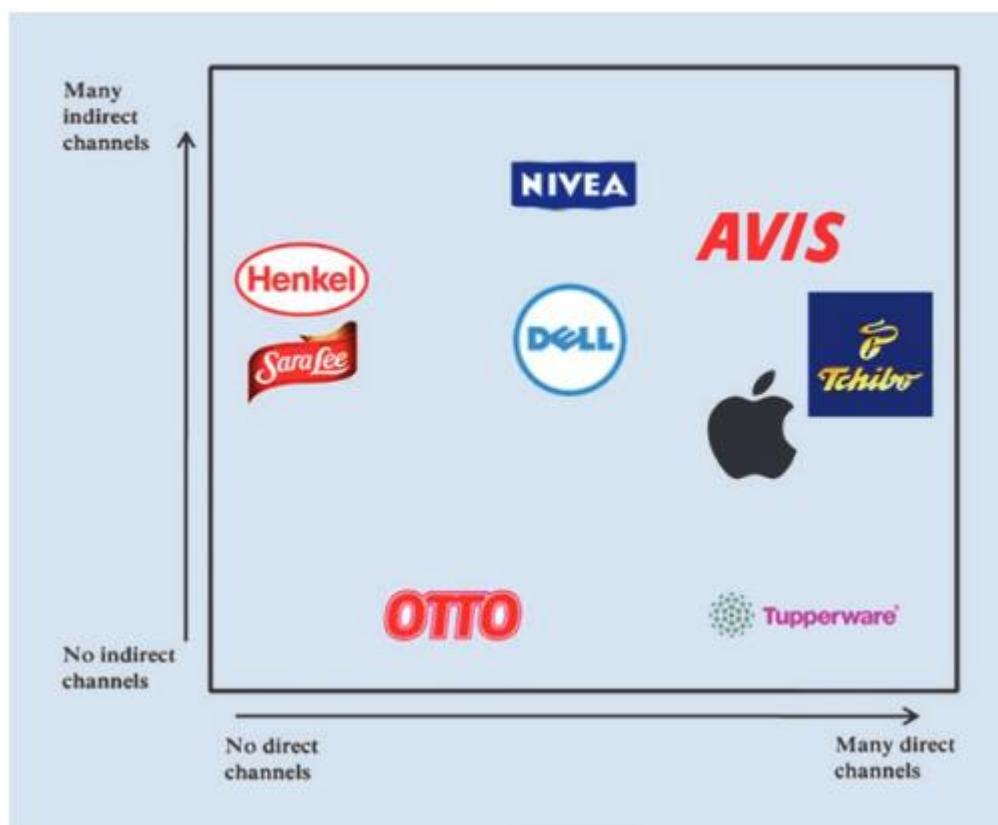 Many
indirect
channels
NIVEA
AVIS
Henkel
DELL
Sara Lee
Tchibo
OTTO
Tupperware
No indirect
channels
No direct
channels
Many direct
channels